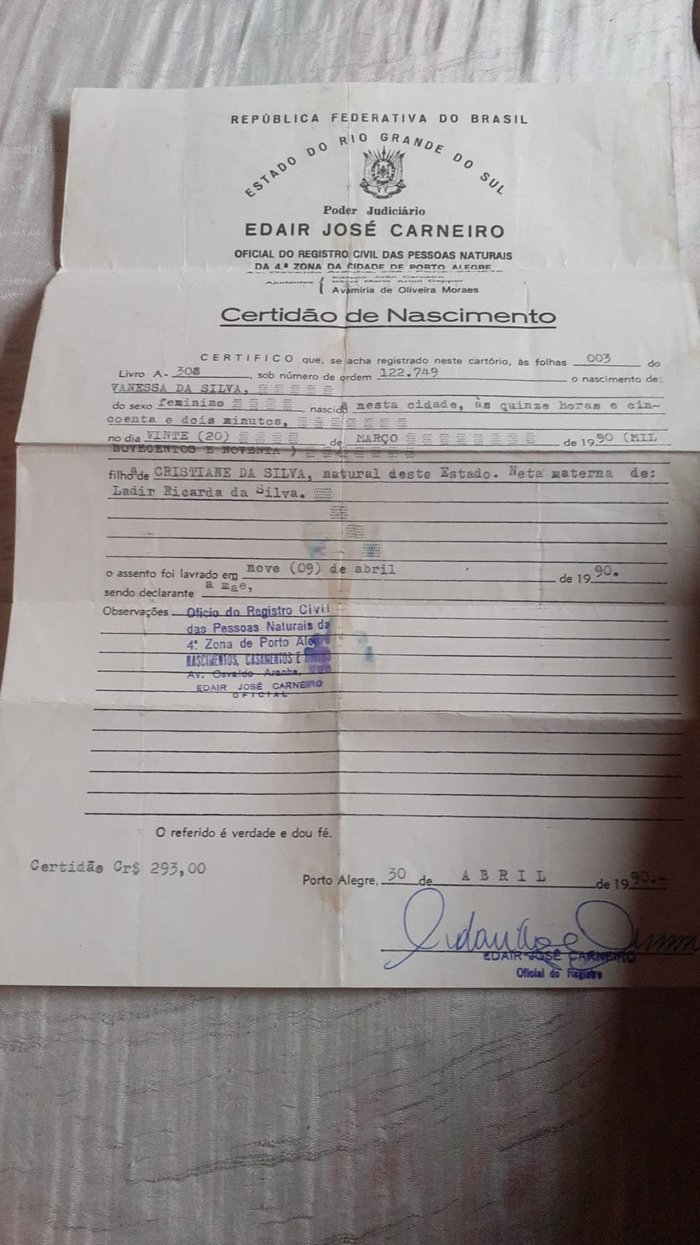 REPÚBLICA FEDERATIVA DO BRASIL
ESTADO DO RIO GRANDE DO SUL
Poder Judiciário
EDAIR JOSÉ CARNEIRO
OFICIAL DO REGISTRO CIVIL DAS PESSOAS NATURAIS
DA 4.ª ZONA DA CIDADE DE PORTO ALEGRE
Ajudantes
Avamiria de Oliveira Moraes
Certidão de Nascimento
CERTIFICO que, se acha registrado neste cartório, às folhas 003 do
Livro A - 308, sob número de ordem 122.749 o nascimento de:
VANESSA DA SILVA,
do sexo feminino, nascida nesta cidade, às quinze horas e cin-
coenta e dois minutos,
no dia VINTE (20) de MARÇO de 1990 (MIL
NOVECENTOS E NOVENTA)
filha de CRISTIANE DA SILVA, natural deste Estado. Neta materna de:
Ladir Ricarda da Silva.
o assento foi lavrado em nove (09) de abril de 1990.
sendo declarante a mãe,
Observações Oficio do Registro Civil
das Pessoas Naturais da
4ª Zona de Porto Alegre
NASCIMENTOS, CASAMENTOS E
Av. Osvaldo Aranha,
EDAIR JOSÉ CARNEIRO
OFICIAL
O referido é verdade e dou fé.
Certidão Cr$ 293,00
Porto Alegre, 30 de ABRIL de 1990.--
EDAIR JOSÉ CARNEIRO
Oficial do Registro